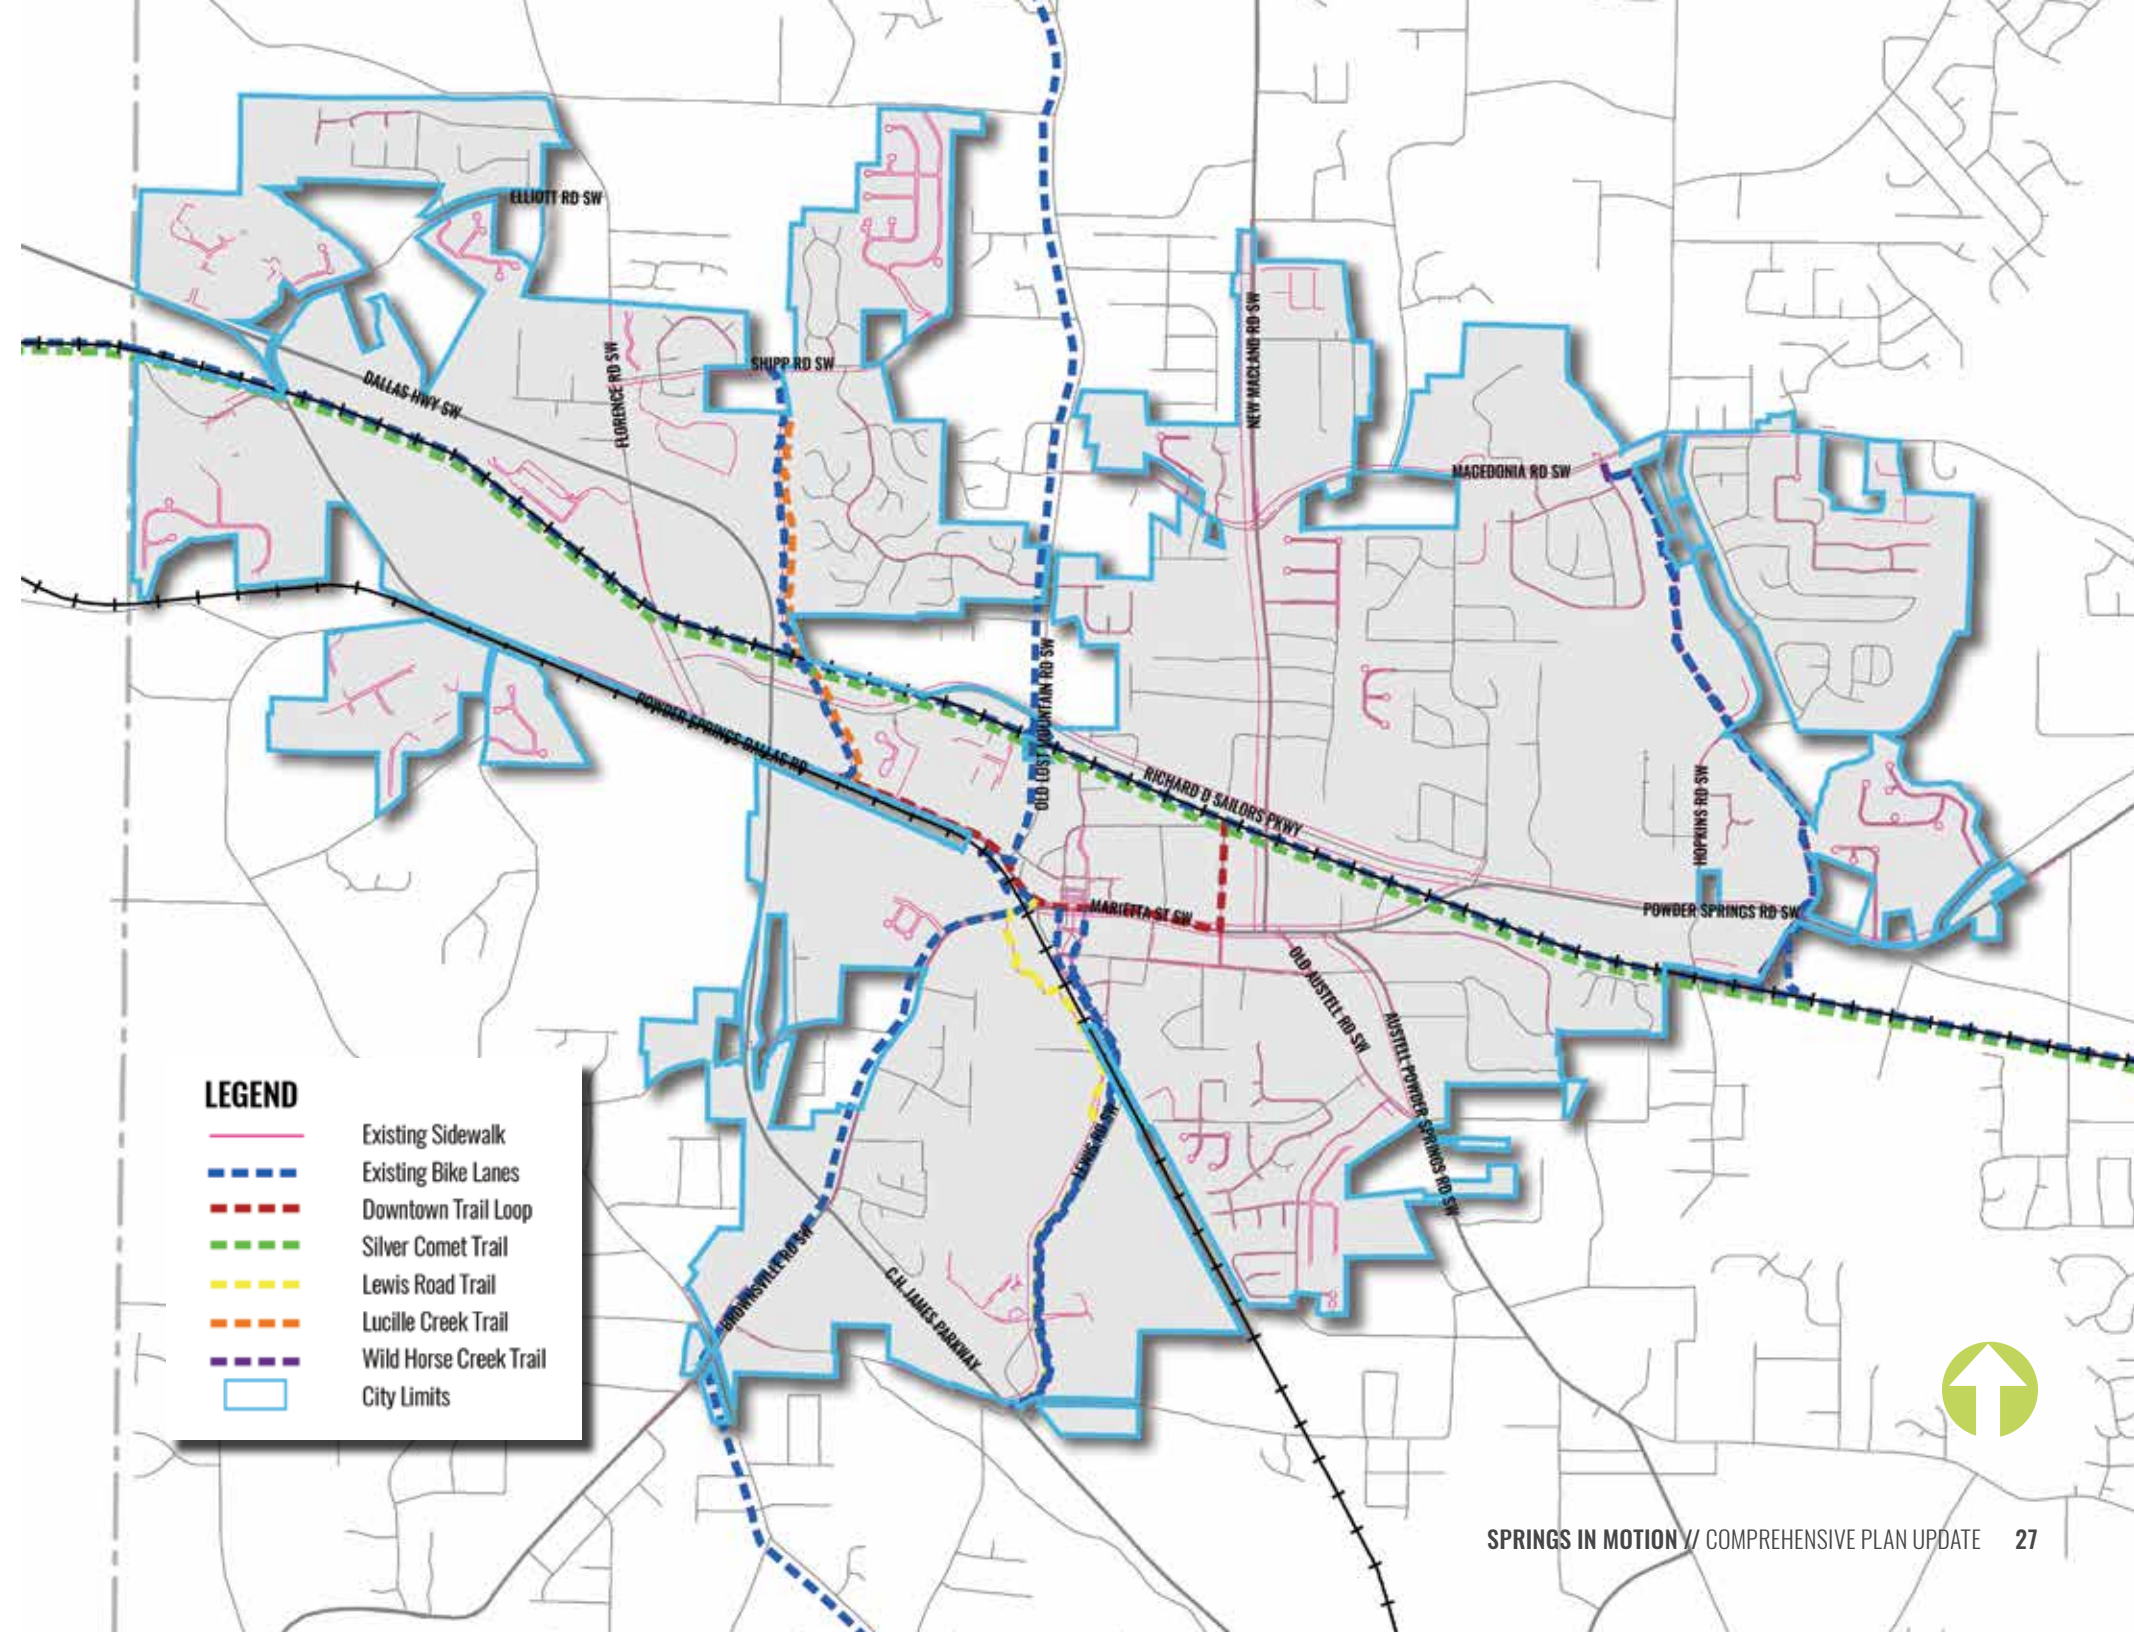 ELLIOTT RD SW
SHIPP RD SW
DALLAS HWY SW
FLORENCE RD SW
NEW MACLAND RD SW
MACEDONIA RD SW
OLD LOST MOUNTAIN RD SW
POWDER SPRINGS DALLAS RD
RICHARD D SAILORS PKWY
HOPKINS RD SW
MARIETTA ST SW
POWDER SPRINGS RD SW
OLD AUSTELL RD SW
AUSTELL POWDER SPRINGS RD SW
LEWIS RD SW
BROWNSVILLE RD SW
C.H. JAMES PARKWAY
LEGEND
Existing Sidewalk
Existing Bike Lanes
Downtown Trail Loop
Silver Comet Trail
Lewis Road Trail
Lucille Creek Trail
Wild Horse Creek Trail
City Limits
SPRINGS IN MOTION // COMPREHENSIVE PLAN UPDATE 27